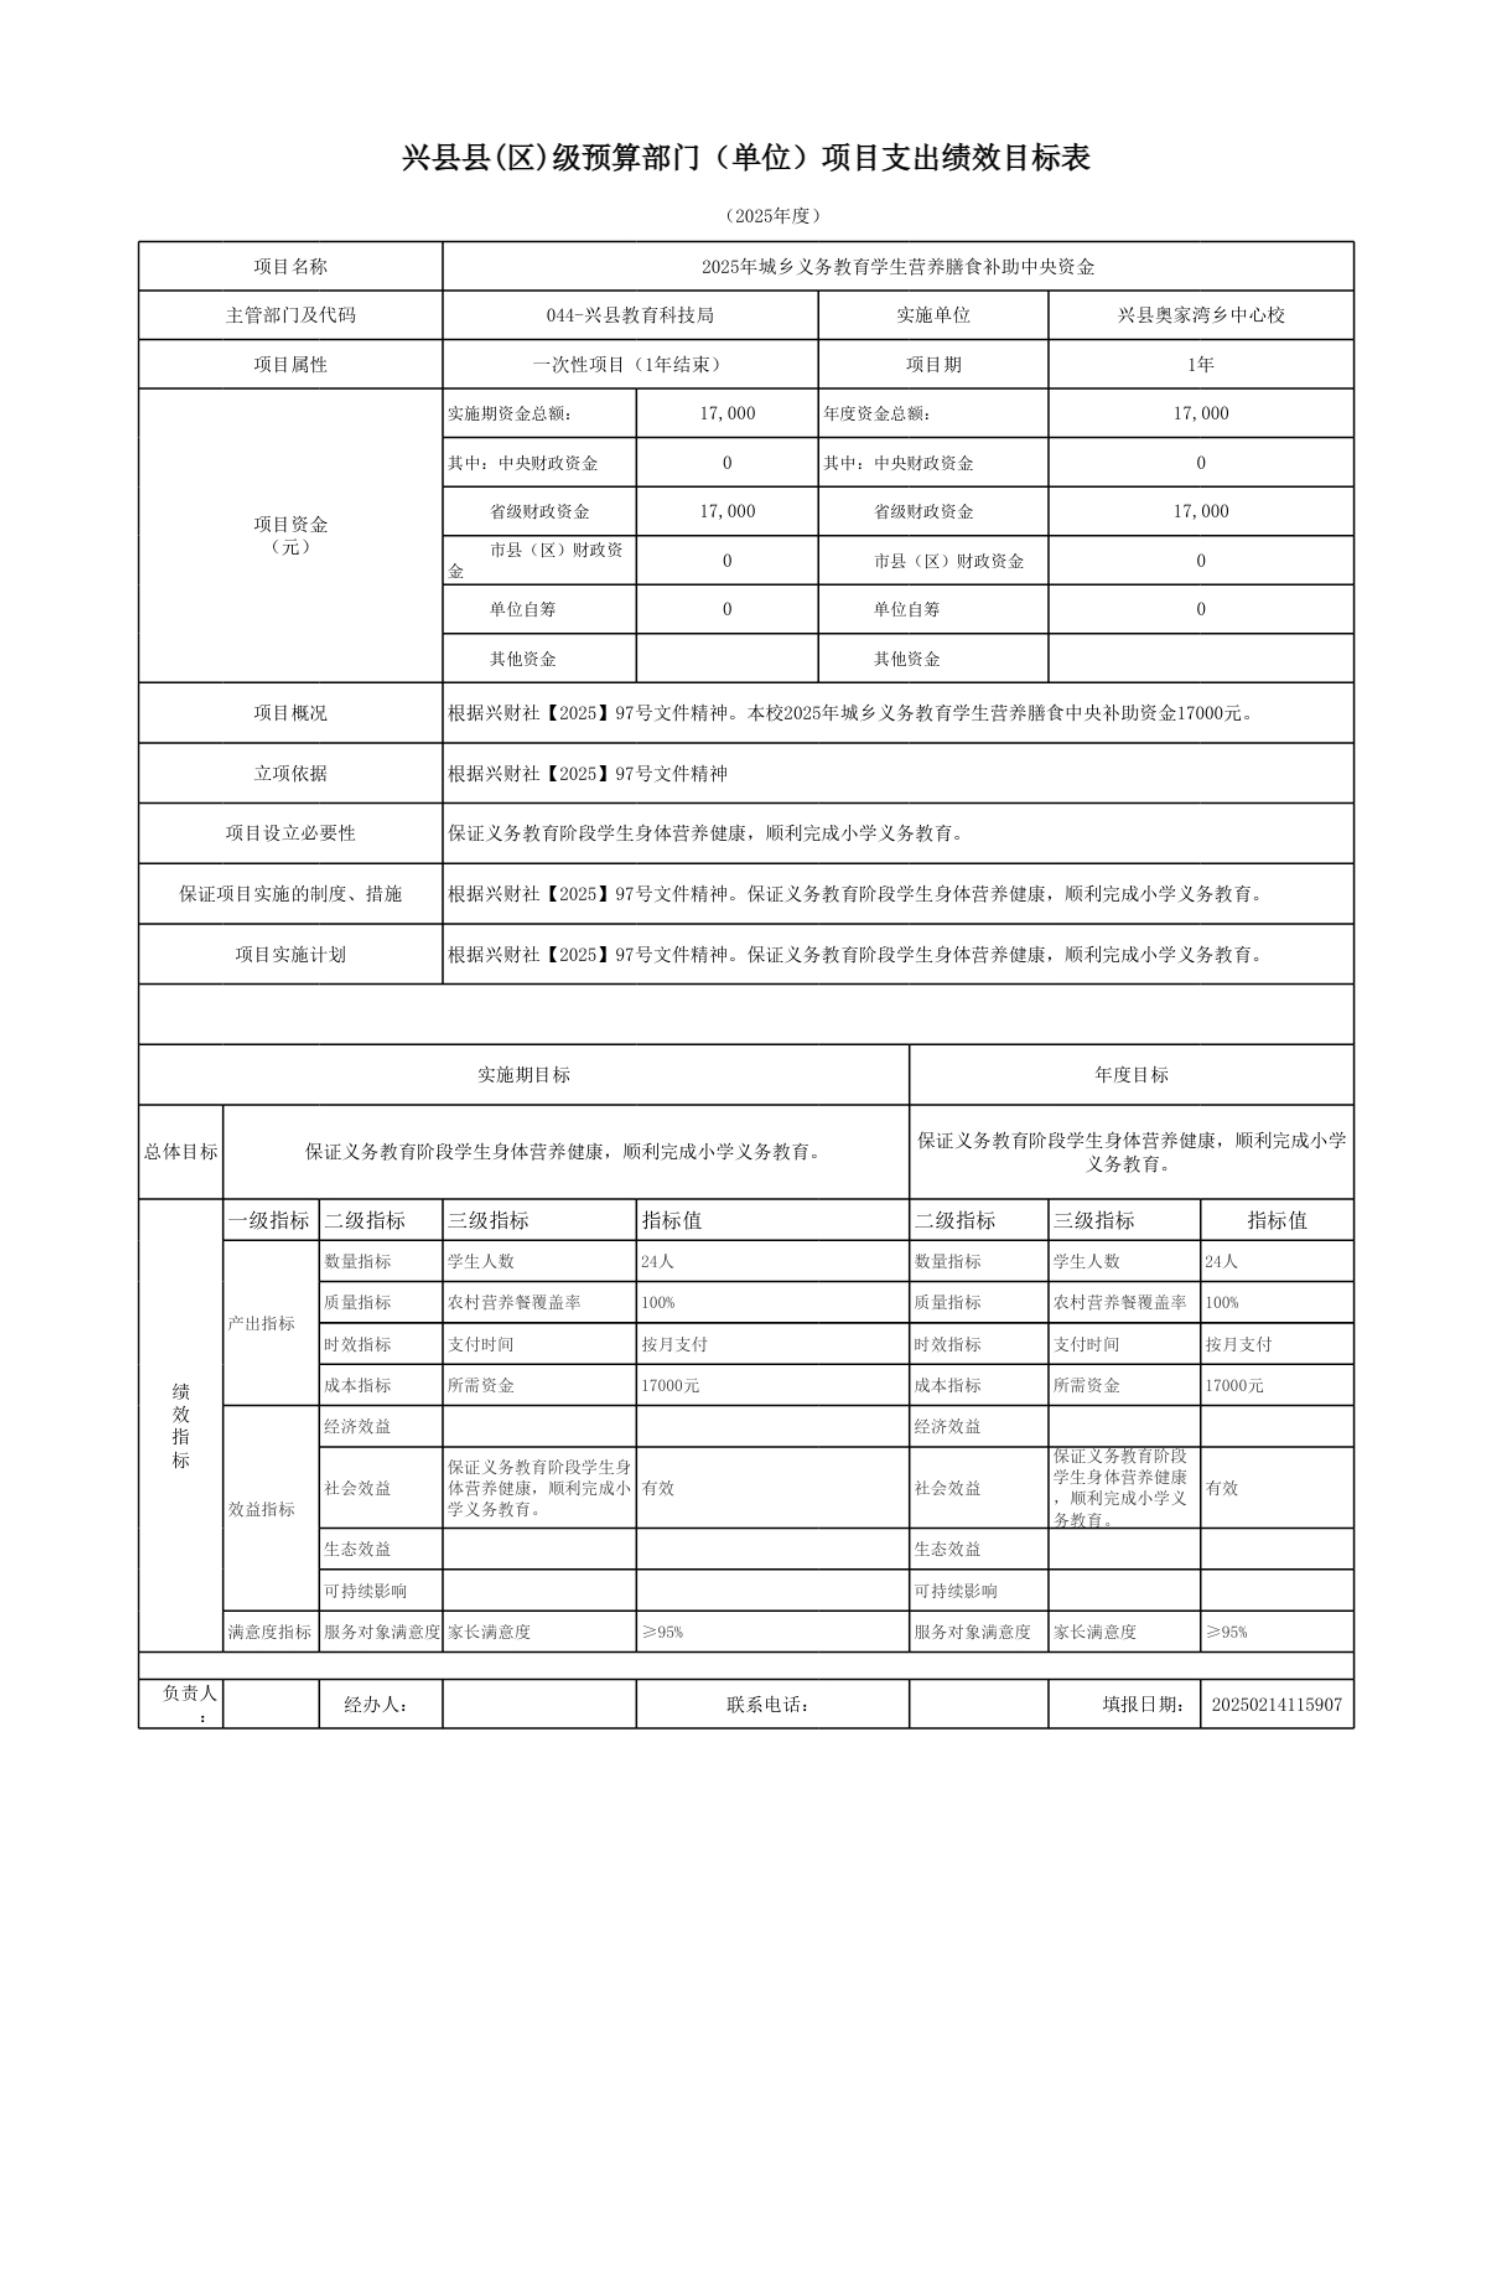 兴县县(区)级预算部门（单位）项目支出绩效目标表
（2025年度）
项目名称 2025年城乡义务教育学生营养膳食补助中央资金
主管部门及代码 044-兴县教育科技局 实施单位 兴县奥家湾乡中心校
项目属性 一次性项目（1年结束） 项目期 1年
项目资金
（元）
实施期资金总额： 17,000 年度资金总额： 17,000
其中：中央财政资金 0 其中：中央财政资金 0
省级财政资金 17,000 省级财政资金 17,000
市县（区）财政资
金 0 市县（区）财政资金 0
单位自筹 0 单位自筹 0
其他资金 其他资金
项目概况 根据兴财社【2025】97号文件精神。本校2025年城乡义务教育学生营养膳食中央补助资金17000元。
立项依据 根据兴财社【2025】97号文件精神
项目设立必要性 保证义务教育阶段学生身体营养健康，顺利完成小学义务教育。
保证项目实施的制度、措施 根据兴财社【2025】97号文件精神。保证义务教育阶段学生身体营养健康，顺利完成小学义务教育。
项目实施计划 根据兴财社【2025】97号文件精神。保证义务教育阶段学生身体营养健康，顺利完成小学义务教育。
实施期目标 年度目标
总体目标 保证义务教育阶段学生身体营养健康，顺利完成小学义务教育。
保证义务教育阶段学生身体营养健康，顺利完成小学
义务教育。
绩
效
指
标
一级指标 二级指标 三级指标 指标值 二级指标 三级指标 指标值
产出指标
数量指标 学生人数 24人 数量指标 学生人数 24人
质量指标 农村营养餐覆盖率 100% 质量指标 农村营养餐覆盖率 100%
时效指标 支付时间 按月支付 时效指标 支付时间 按月支付
成本指标 所需资金 17000元 成本指标 所需资金 17000元
效益指标
经济效益 经济效益
社会效益
保证义务教育阶段学生身
体营养健康，顺利完成小
学义务教育。
有效
社会效益
保证义务教育阶段
学生身体营养健康
，顺利完成小学义
务教育。
有效
生态效益 生态效益
可持续影响 可持续影响
满意度指标 服务对象满意度 家长满意度 ≥95% 服务对象满意度 家长满意度 ≥95%
负责人
：
经办人： 联系电话： 填报日期： 20250214115907